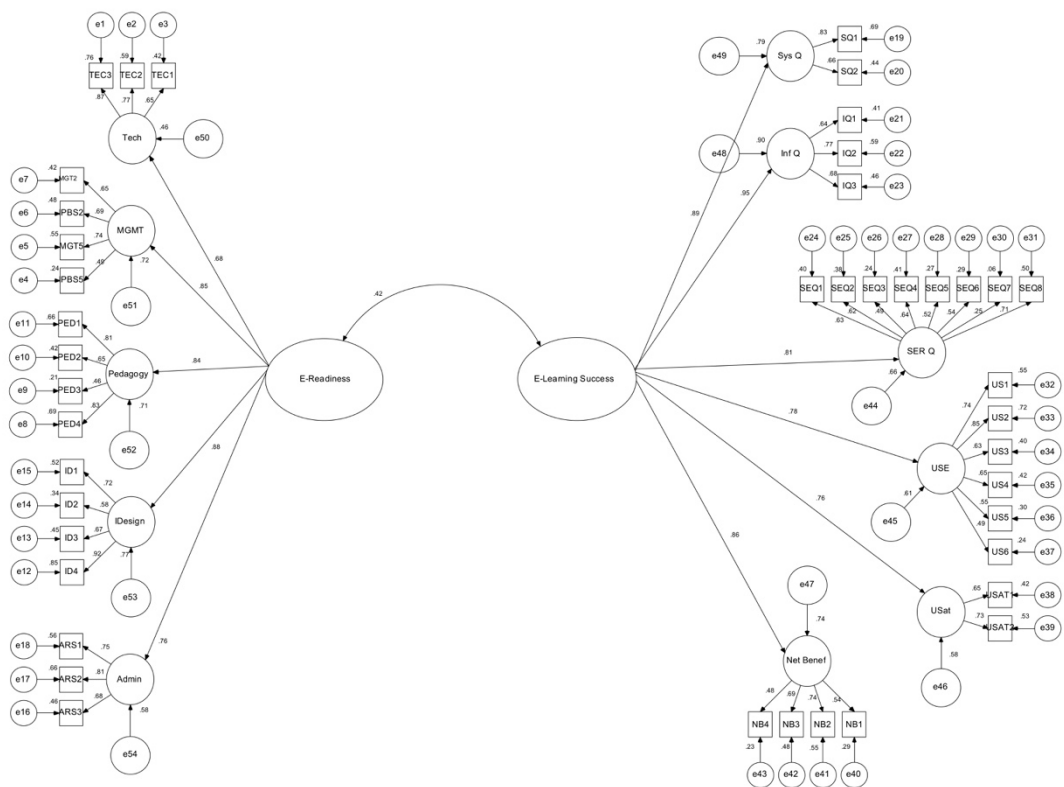 e1 e2 e3
.76 .59 .42
TEC3 TEC2 TEC1
.87 .77 .65
Tech .46 e50
e7 .42 MGT2 .65
e6 .48 PBS2 .69
MGMT
e5 .55 MGT5 .74
e4 .24 PBS5 .49
.72
e51
.68
.85
e11 .66 PED1 .81
e10 .42 PED2 .65
Pedagogy .84
e9 .21 PED3 .46
e8 .69 PED4 .83
.71
e52
.88
e15 .52 ID1 .72
e14 .34 ID2 .58
IDesign
e13 .45 ID3 .67
e12 .85 ID4 .92
.77
e53
.76
e18 .56 ARS1 .75
e17 .66 ARS2 .81 Admin
e16 .46 ARS3 .68
.58
e54
E-Readiness
.42
E-Learning Success
e49 .79 Sys Q
.83 SQ1 .69 e19
.66 SQ2 .44 e20
.89
e48 .90 Inf Q
.64 IQ1 .41 e21
.77 IQ2 .59 e22
.68 IQ3 .46 e23
.95
e24 e25 e26 e27 e28 e29 e30 e31
.40 .38 .24 .41 .27 .29 .06 .50
SEQ1 SEQ2 SEQ3 SEQ4 SEQ5 SEQ6 SEQ7 SEQ8
.63 .62 .49 .64 .52 .54 .25 .71
.81 SER Q
.66
e44
.78
USE
.74 US1 .55 e32
.85 US2 .72 e33
.63 US3 .40 e34
.65 US4 .42 e35
.55 US5 .30 e36
.49 US6 .24 e37
.61
e45
.76
USat
.65 USAT1 .42 e38
.73 USAT2 .53 e39
.58
e46
.86
e47
.74
Net Benef
.48 .69 .74 .54
NB4 NB3 NB2 NB1
.23 .48 .55 .29
e43 e42 e41 e40